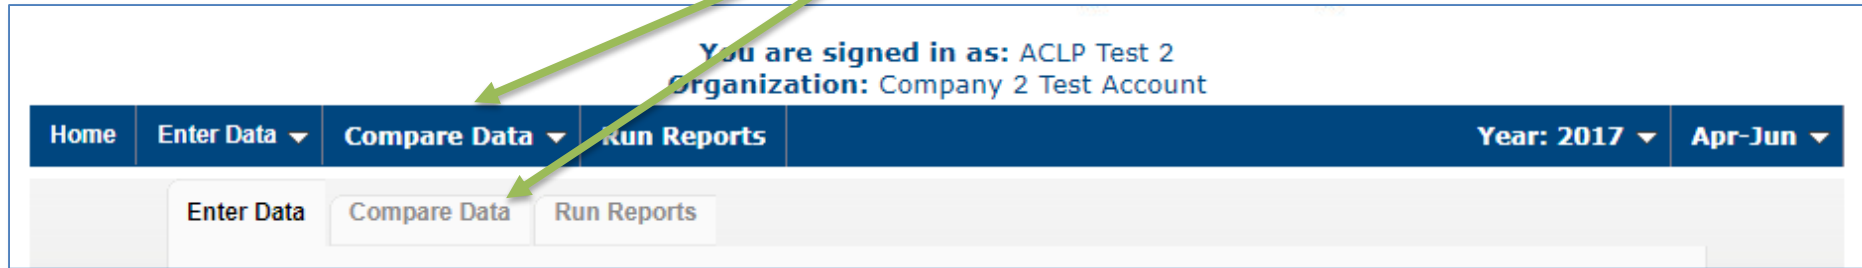 You are signed in as: ACLP Test 2
Organization: Company 2 Test Account
Home Enter Data Compare Data Run Reports Year: 2017 Apr-Jun
Enter Data Compare Data Run Reports